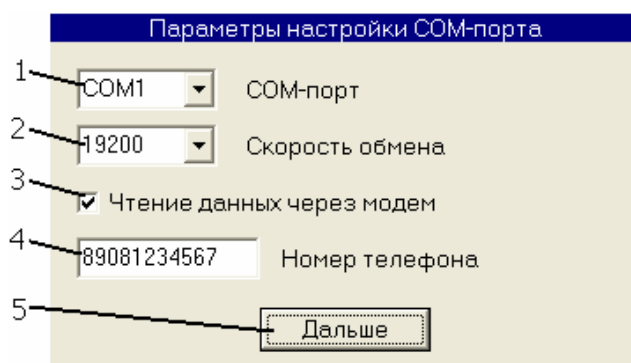 Параметры настройки COM-порта
1 COM1 COM-порт
2 19200 Скорость обмена
3 Чтение данных через модем
4 89081234567 Номер телефона
5 Дальше